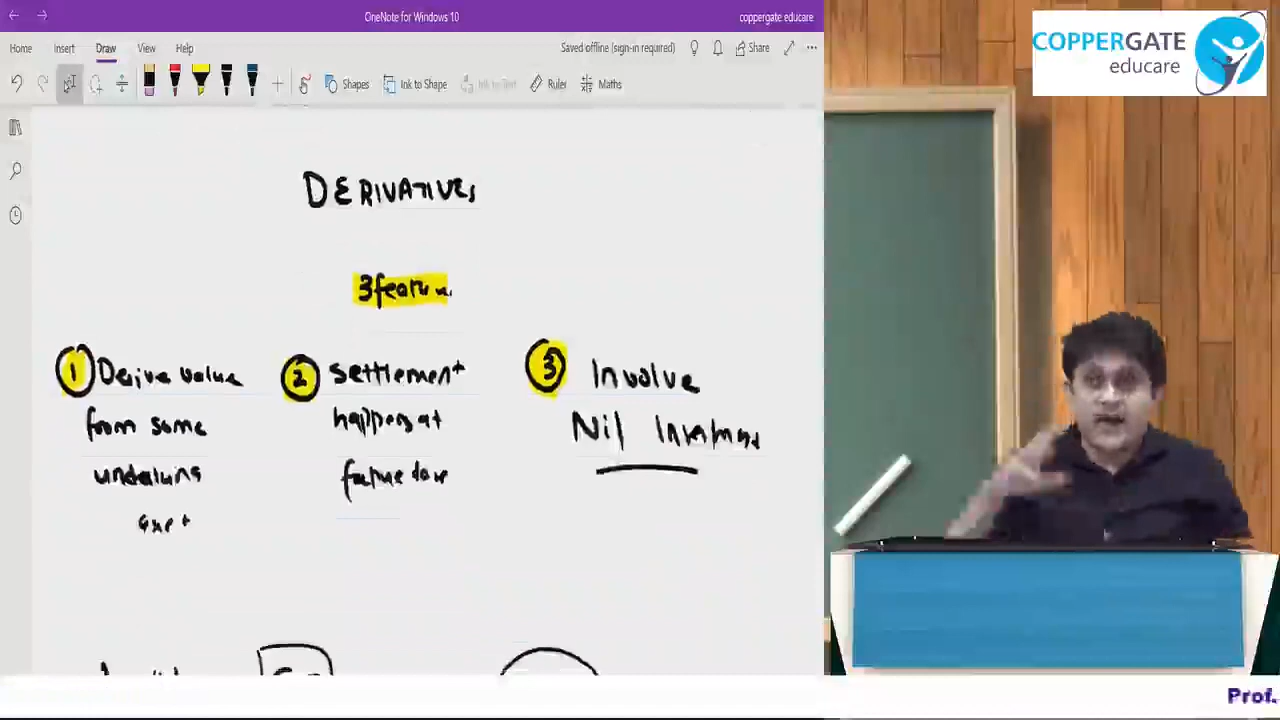 OneNote for Windows 10
coppergate educare
Home Insert Draw View Help
Saved offline (sign-in required)
Share
Shapes
Ink to Shape
Ink to Text
Ruler
Maths
COPPERGATE
educare
DERIVATIVES
3 feature
1 Derive value
from some
underlying
2 Settlement
happens at
future date
3 Involve
Nil Investment
Prof.